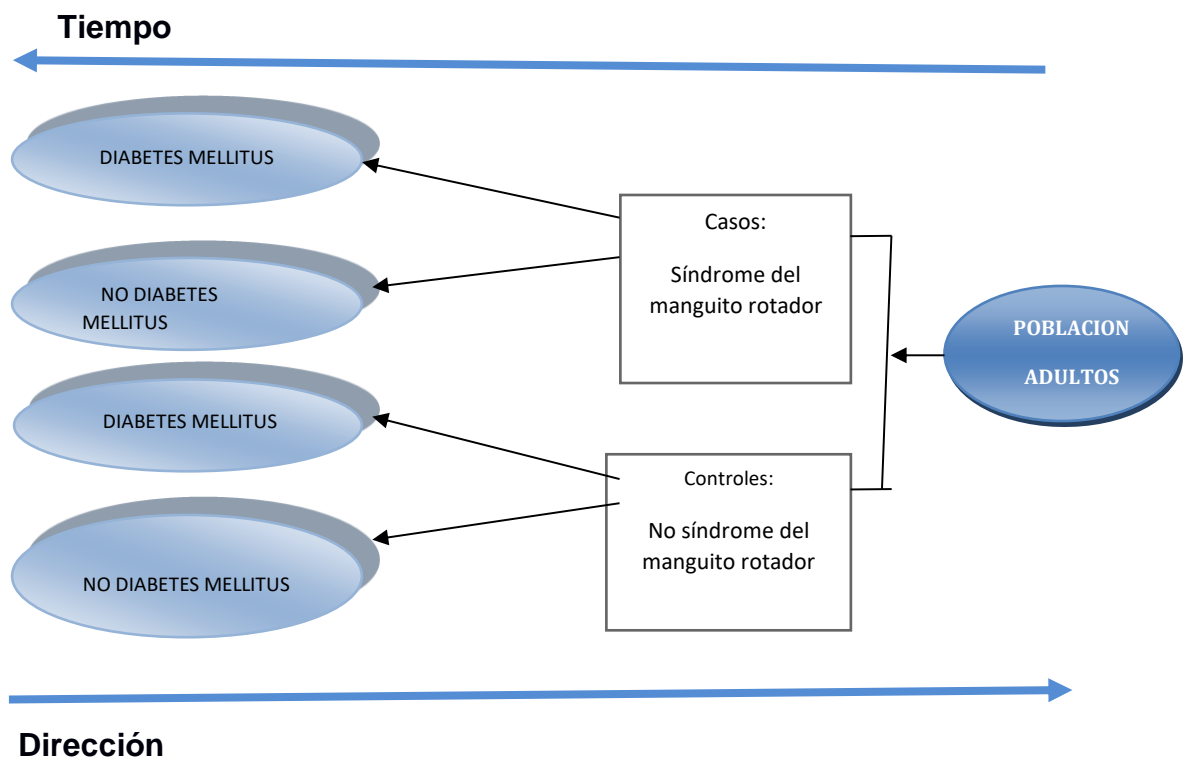 Tiempo
DIABETES MELLITUS
NO DIABETES
MELLITUS
DIABETES MELLITUS
NO DIABETES MELLITUS
Casos:
Síndrome del
manguito rotador
Controles:
No síndrome del
manguito rotador
POBLACION
ADULTOS
Dirección